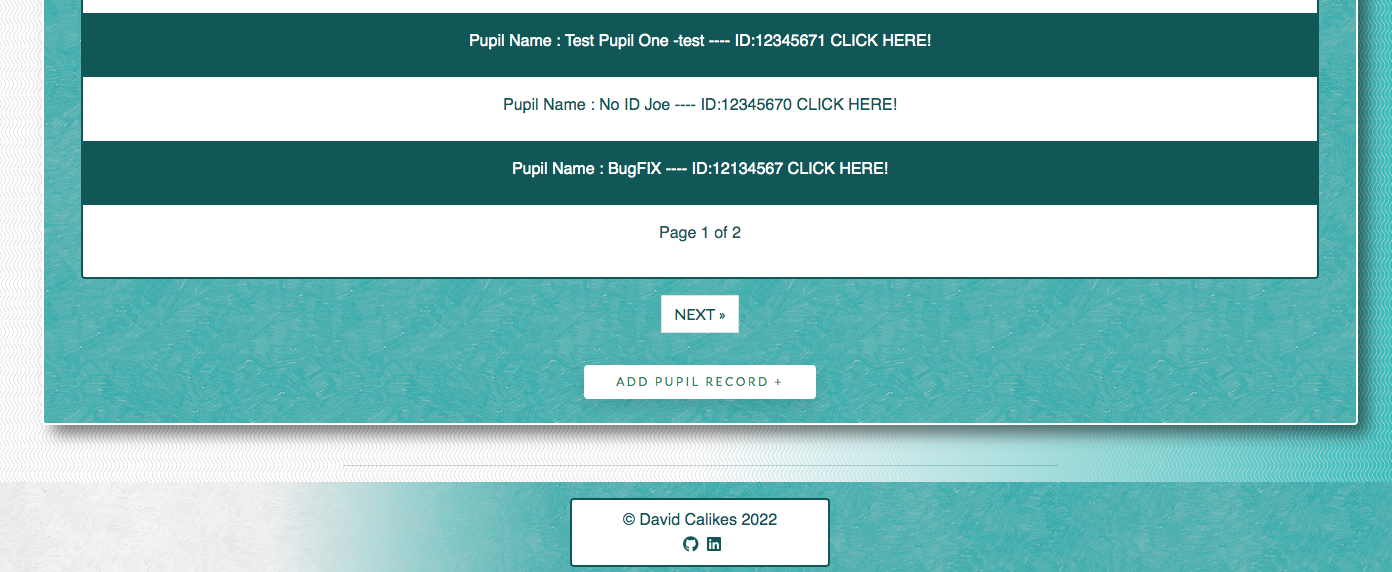 Pupil Name : Test Pupil One -test ---- ID:12345671 CLICK HERE!
Pupil Name : No ID Joe ---- ID:12345670 CLICK HERE!
Pupil Name : BugFIX ---- ID:12134567 CLICK HERE!
Page 1 of 2
NEXT »
ADD PUPIL RECORD +
© David Calikes 2022